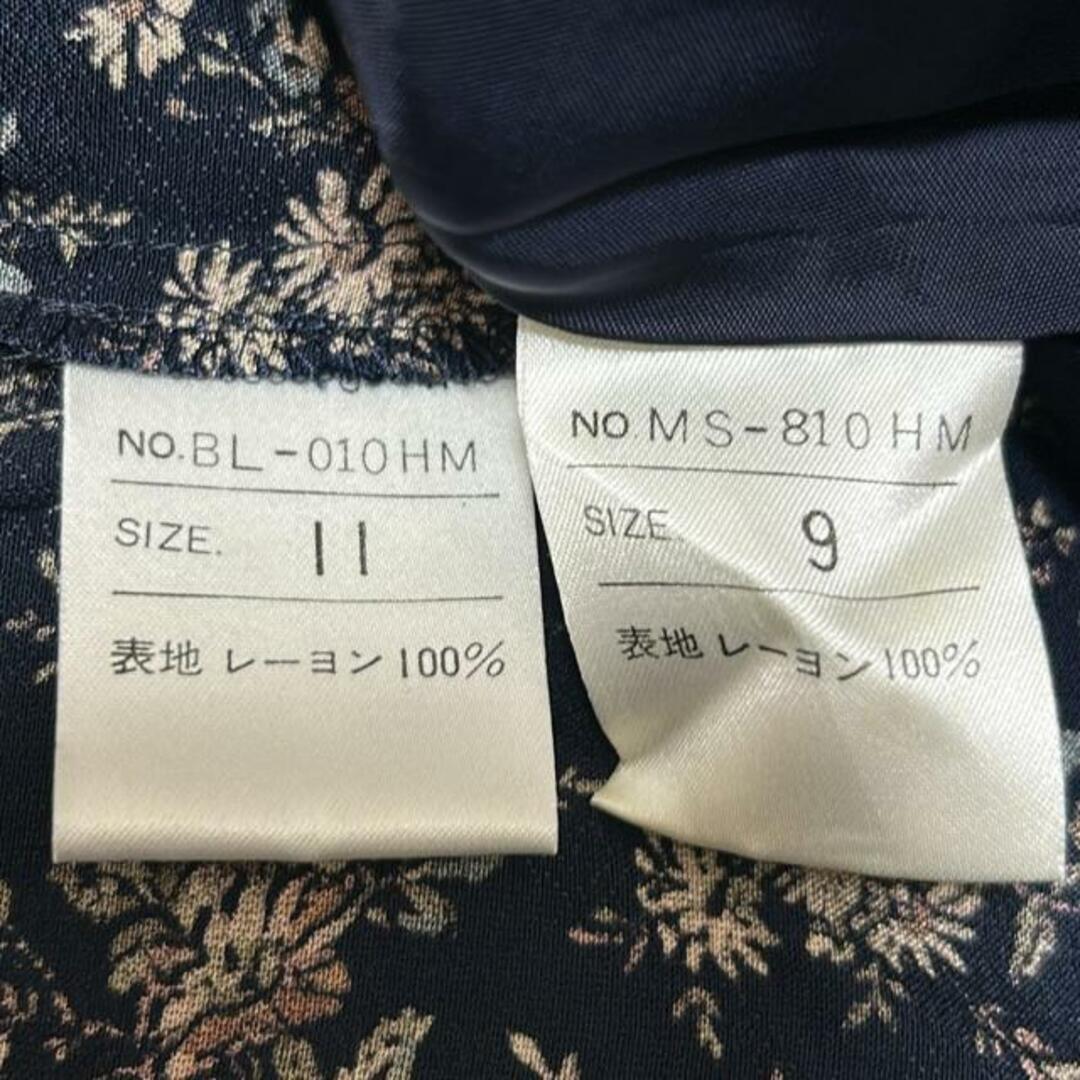 NO.BL-010HM
SIZE. 11
表地 レーヨン100%
NO.MS-810HM
SIZE. 9
表地 レーヨン100%